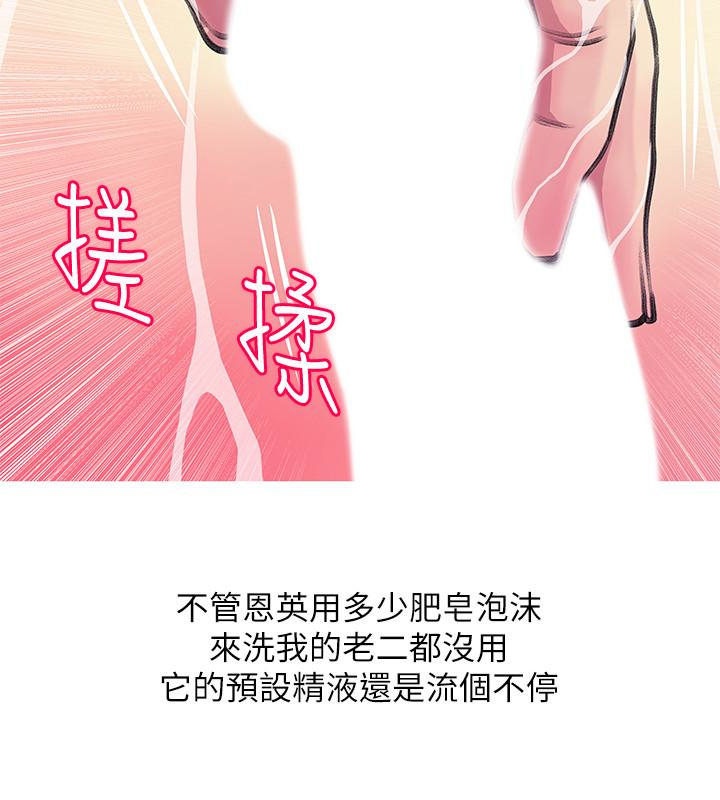 搓
揉
不管恩英用多少肥皂泡沫
來洗我的老二都沒用
它的預設精液還是流個不停